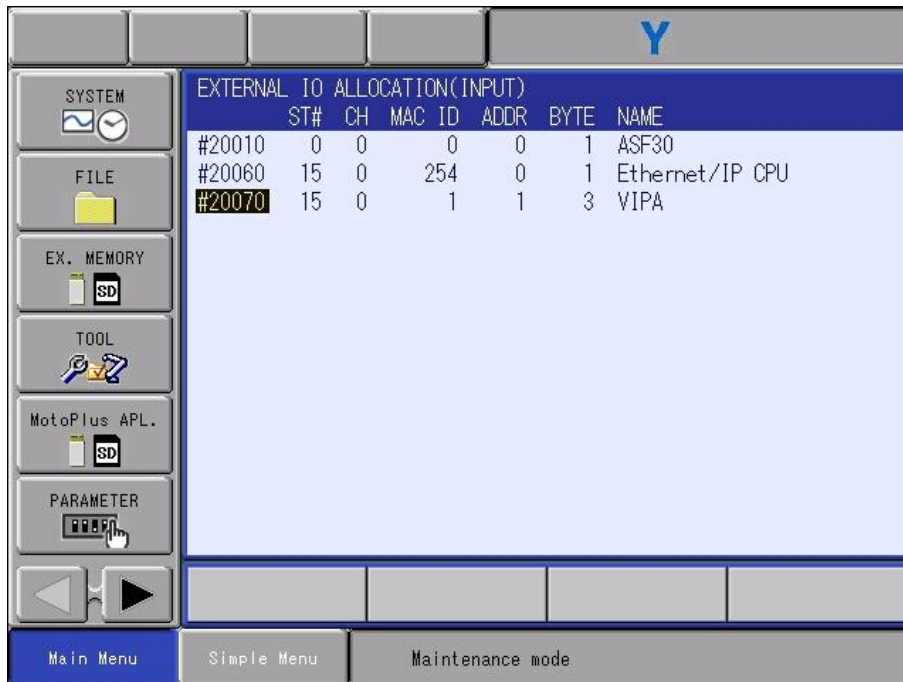 Y
SYSTEM
FILE
EX. MEMORY
SD
TOOL
MotoPlus APL.
SD
PARAMETER
EXTERNAL IO ALLOCATION(INPUT)
ST# CH MAC ID ADDR BYTE NAME
#20010 0 0 0 0 1 ASF30
#20060 15 0 254 0 1 Ethernet/IP CPU
#20070 15 0 1 1 3 VIPA
Main Menu
Simple Menu
Maintenance mode